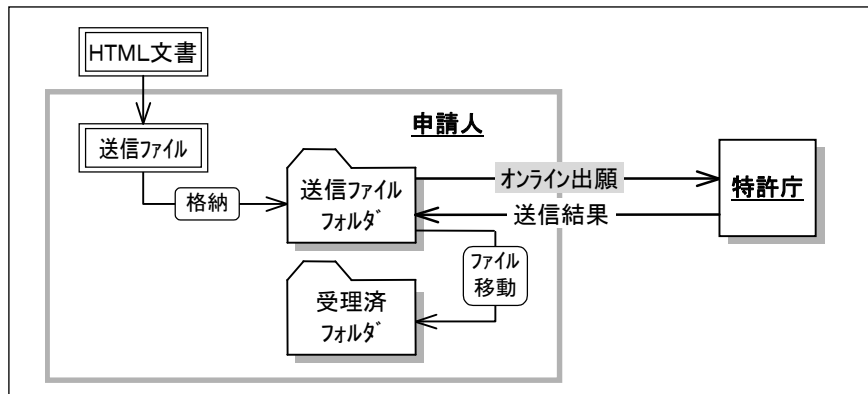 HTML文書
送信ファイル
申請人
格納
送信ファイル
フォルダ
オンライン出願
送信結果
特許庁
ファイル
移動
受理済
フォルダ